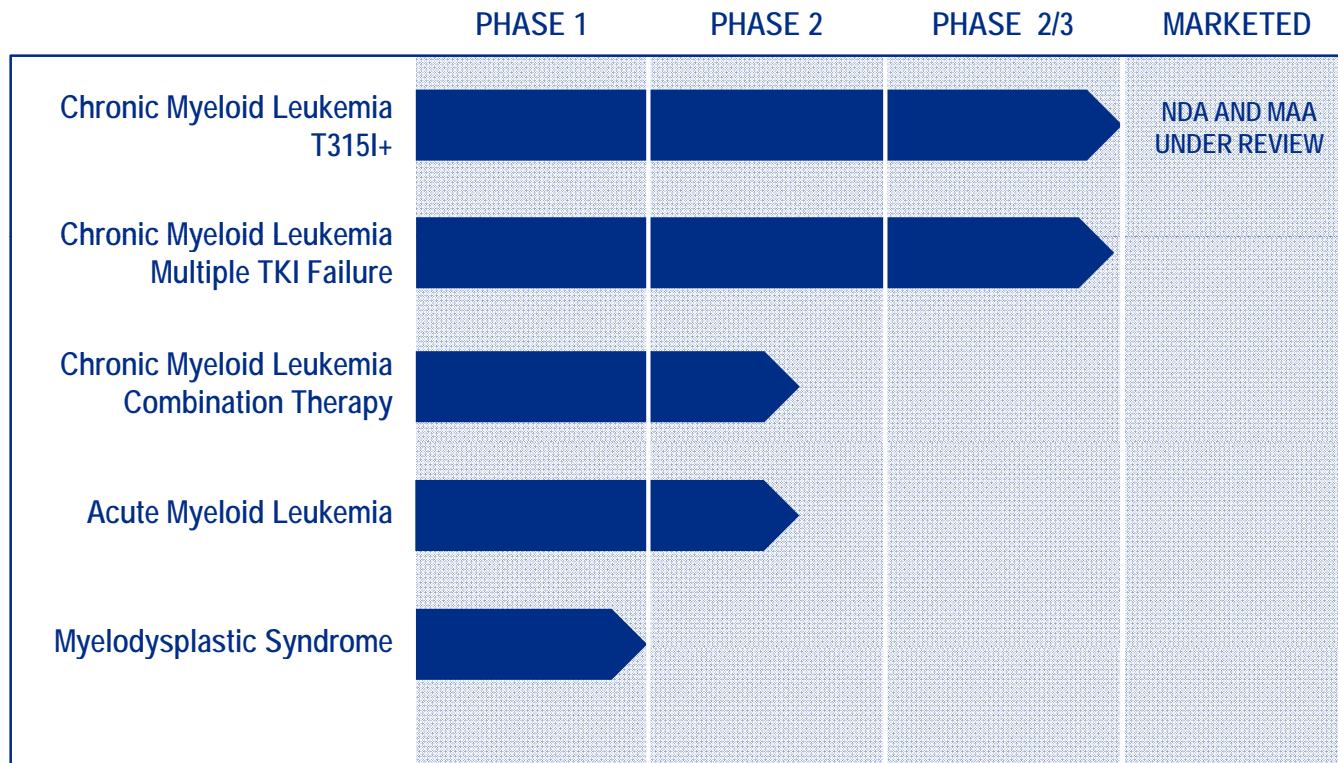 PHASE 1 PHASE 2 PHASE 2/3 MARKETED
Chronic Myeloid Leukemia
T315I+
NDA AND MAA
UNDER REVIEW
Chronic Myeloid Leukemia
Multiple TKI Failure
Chronic Myeloid Leukemia
Combination Therapy
Acute Myeloid Leukemia
Myelodysplastic Syndrome